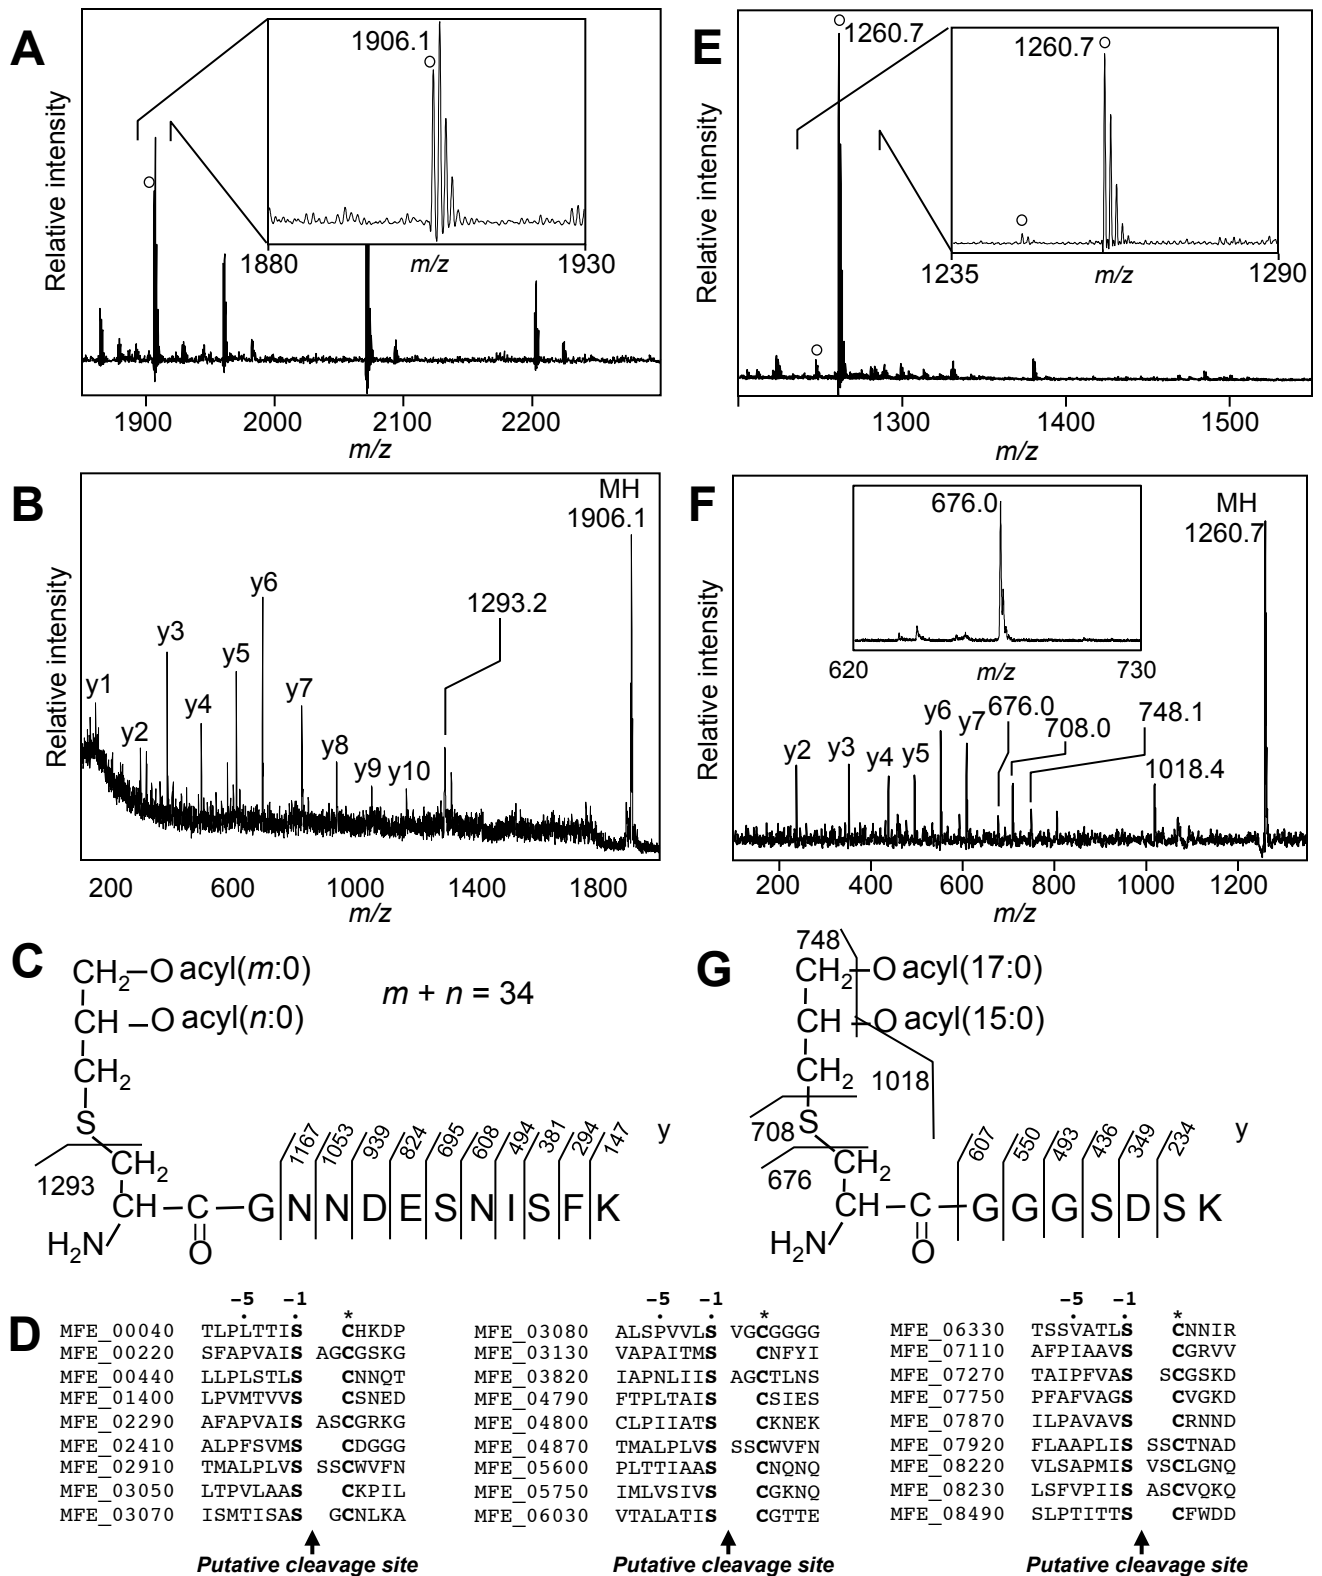 A
Relative intensity
1906.1
1880
m/z
1930
1900
2000
2100
2200
m/z
E
Relative intensity
1260.7
1260.7
1235
m/z
1290
1300
1400
1500
m/z
B
Relative intensity
MH
1906.1
y1
y2
y3
y4
y5
y6
y7
y8
y9
y10
1293.2
200
600
1000
1400
1800
m/z
F
Relative intensity
676.0
620
m/z
730
MH
1260.7
y2
y3
y4
y5
y6
y7
676.0
708.0
748.1
1018.4
200
400
600
800
1000
1200
m/z
C
CH2–O acyl(m:0)
m + n = 34
CH –O acyl(n:0)
CH2
S
CH2
1293
1167 1053 939 824 695 608 494 381 294 147 y
CH – C – G N N D E S N I S F K
H2N
O
G
748
CH2–O acyl(17:0)
CH –O acyl(15:0)
CH2
1018
S
708
CH2
676
607 550 493 436 349 234 y
CH – C – G G G S D S K
H2N
O
D
–5 –1 *
MFE_00040 TLPLTTIS CHKDP
MFE_00220 SFAPVAIS AGCGSKG
MFE_00440 LLPLSTLS CNNQT
MFE_01400 LPVMTVVS CSNED
MFE_02290 AFAPVAIS ASCGRKG
MFE_02410 ALPFSVMS CDGGG
MFE_02910 TMALPLVS SSCWVFN
MFE_03050 LTPVLAAS CKPIL
MFE_03070 ISMTISAS GCNLKA
Putative cleavage site
–5 –1 *
MFE_03080 ALSPVVLS VGCGGGG
MFE_03130 VAPAITMS CNFYI
MFE_03820 IAPNLIIS AGCTLNS
MFE_04790 FTPLTAIS CSIES
MFE_04800 CLPIIATS CKNEK
MFE_04870 TMALPLVS SSCWVFN
MFE_05600 PLTTIAAS CNQNQ
MFE_05750 IMLVSIVS CGKNQ
MFE_06030 VTALATIS CGTTE
Putative cleavage site
–5 –1 *
MFE_06330 TSSVATLS CNNIR
MFE_07110 AFPIAAVS CGRVV
MFE_07270 TAIPFVAS SCGSKD
MFE_07750 PFAFVAGS CVGKD
MFE_07870 ILPAVAVS CRNND
MFE_07920 FLAAPLIS SSCTNAD
MFE_08220 VLSAPMIS VSCLGNQ
MFE_08230 LSFVPIIS ASCVQKQ
MFE_08490 SLPTITTS CFWDD
Putative cleavage site